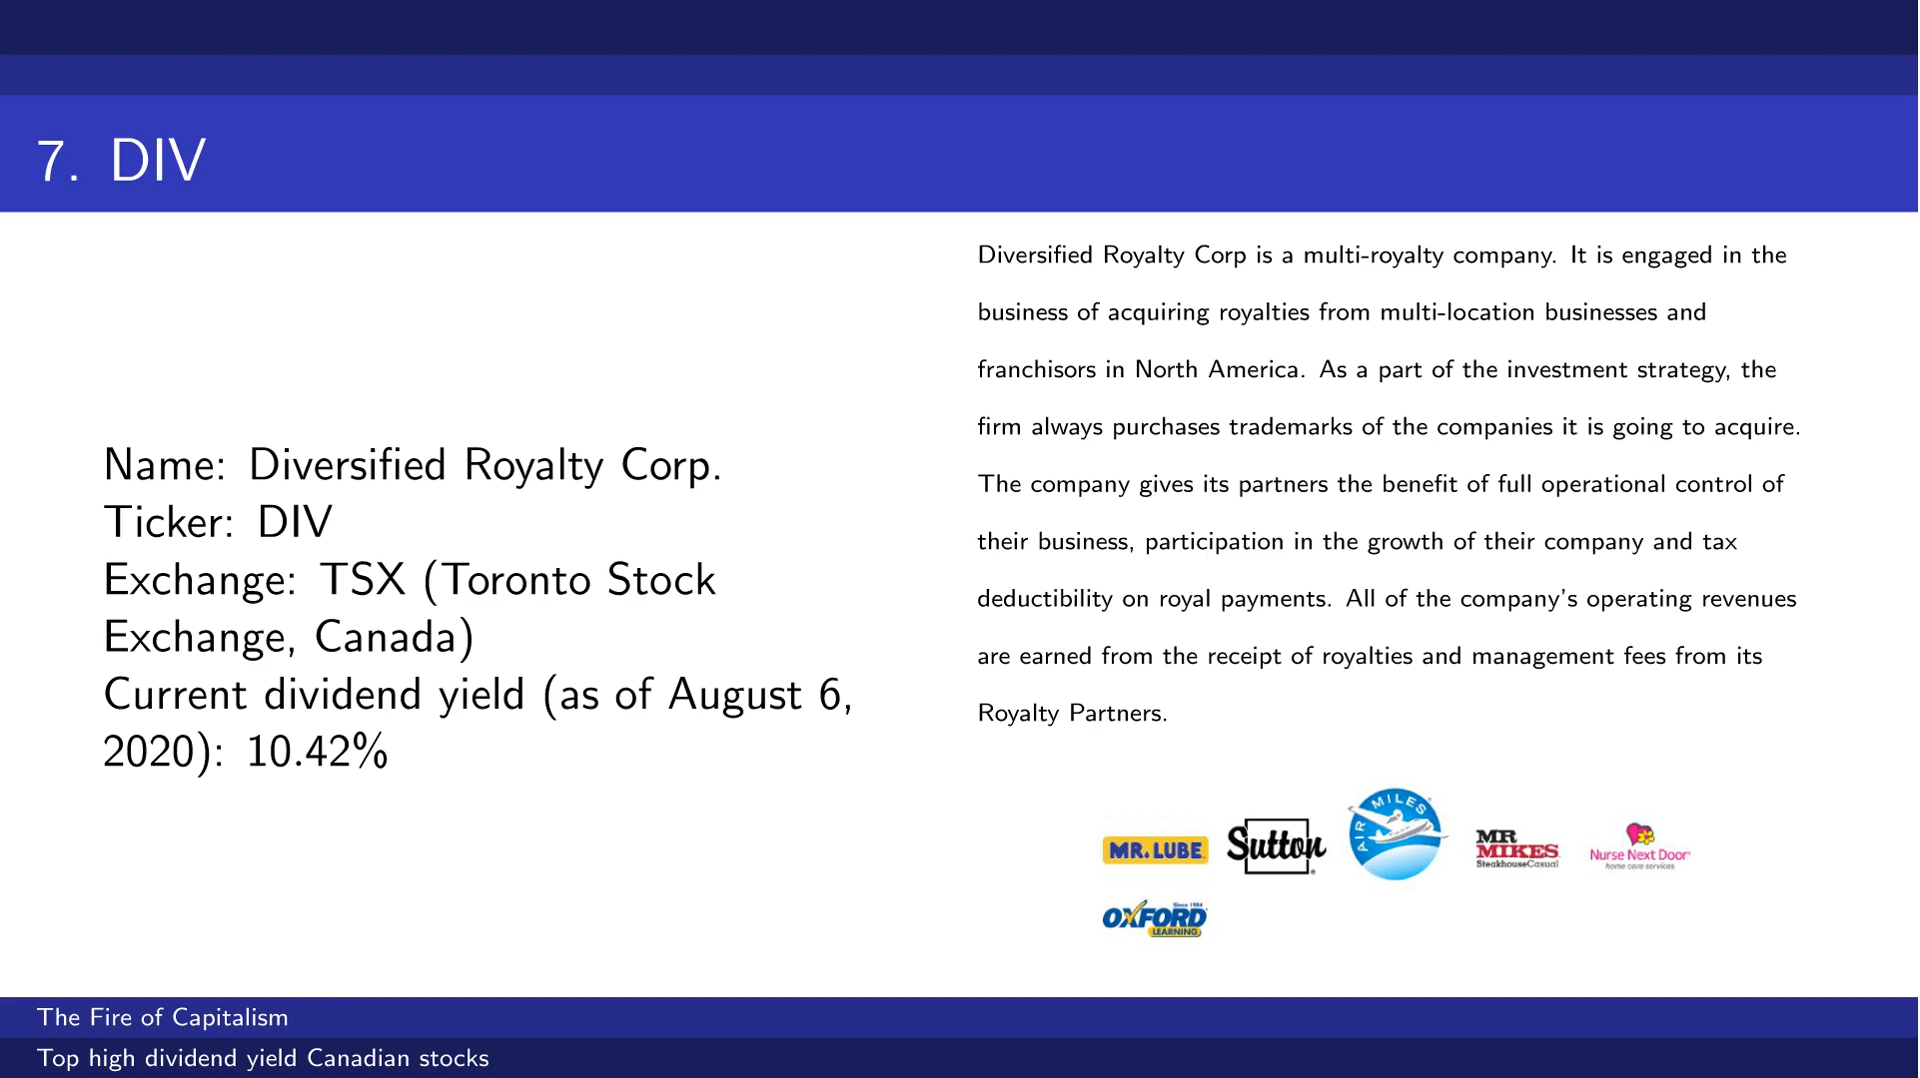 7. DIV
Name: Diversified Royalty Corp.
Ticker: DIV
Exchange: TSX (Toronto Stock
Exchange, Canada)
Current dividend yield (as of August 6,
2020): 10.42%
Diversified Royalty Corp is a multi-royalty company. It is engaged in the
business of acquiring royalties from multi-location businesses and
franchisors in North America. As a part of the investment strategy, the
firm always purchases trademarks of the companies it is going to acquire.
The company gives its partners the benefit of full operational control of
their business, participation in the growth of their company and tax
deductibility on royal payments. All of the company's operating revenues
are earned from the receipt of royalties and management fees from its
Royalty Partners.
MR. LUBE
Sutton
AIR MILES
MR
MIKES
SteakhouseCasual
Nurse Next Door
home care services
Since 1984
OXFORD
LEARNING
The Fire of Capitalism
Top high dividend yield Canadian stocks